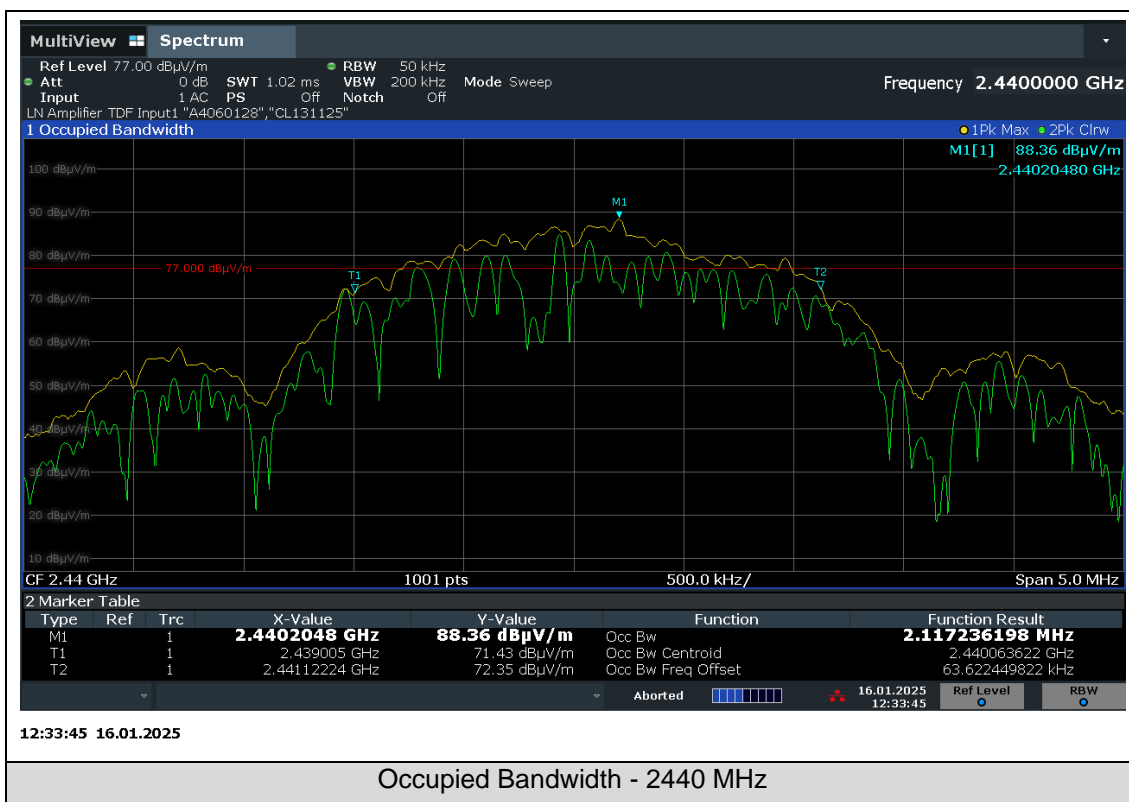 MultiView Spectrum
Ref Level 77.00 dBµV/m RBW 50 kHz
Att 0 dB SWT 1.02 ms VBW 200 kHz Mode Sweep Frequency 2.4400000 GHz
Input 1 AC PS Off Notch Off
LN Amplifier TDF Input1 "A4060128","CL131125"
1 Occupied Bandwidth 1Pk Max 2Pk Clrw
M1[1] 88.36 dBµV/m
2.44020480 GHz
100 dBµV/m
M1
90 dBµV/m
80 dBµV/m
77.000 dBµV/m
T1
T2
70 dBµV/m
60 dBµV/m
50 dBµV/m
40 dBµV/m
30 dBµV/m
20 dBµV/m
10 dBµV/m
CF 2.44 GHz 1001 pts 500.0 kHz/ Span 5.0 MHz
2 Marker Table
Type Ref Trc X-Value Y-Value Function Function Result
M1 1 2.4402048 GHz 88.36 dBµV/m Occ Bw 2.117236198 MHz
T1 1 2.439005 GHz 71.43 dBµV/m Occ Bw Centroid 2.440063622 GHz
T2 1 2.44112224 GHz 72.35 dBµV/m Occ Bw Freq Offset 63.622449822 kHz
Aborted 16.01.2025 12:33:45 Ref Level RBW
12:33:45 16.01.2025
Occupied Bandwidth - 2440 MHz